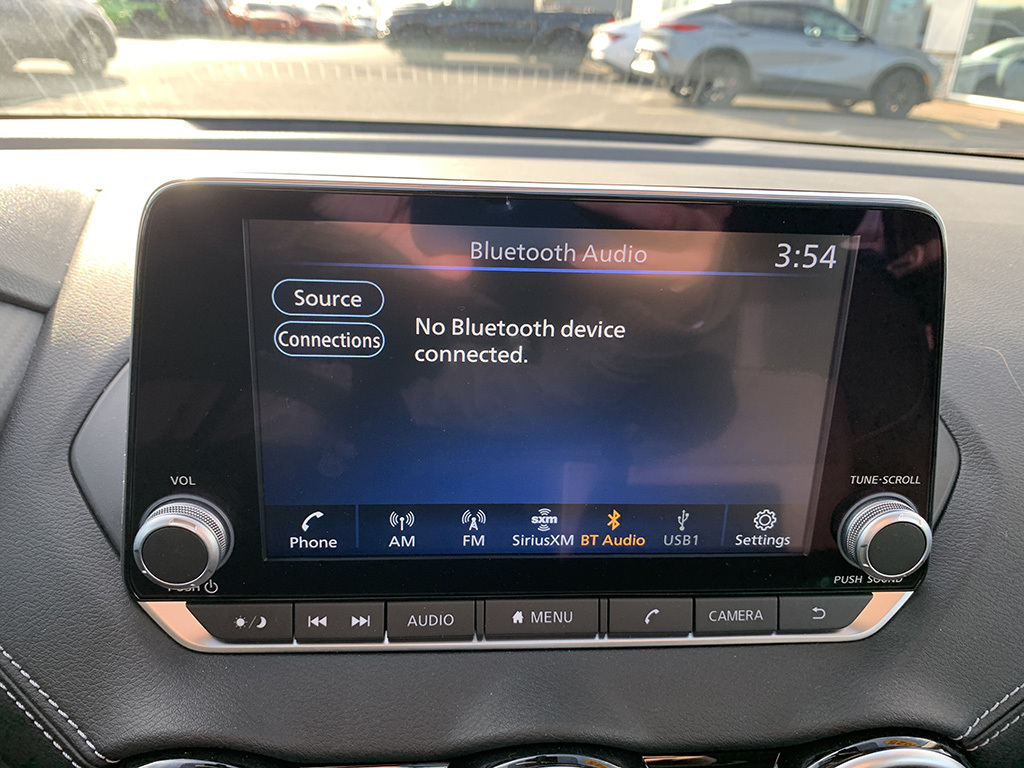 Bluetooth Audio
3:54
Source
Connections
No Bluetooth device
connected.
VOL
TUNE·SCROLL
Phone
AM
FM
sxm
SiriusXM
BT Audio
USB1
Settings
PUSH
PUSH SOUND
AUDIO
MENU
CAMERA